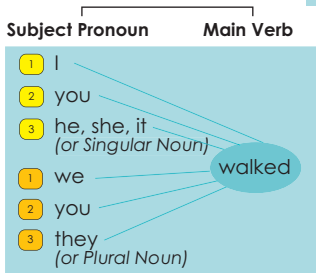 Subject Pronoun Main Verb
1 I
2 you
3 he, she, it
(or Singular Noun)
walked
1 we
2 you
3 they
(or Plural Noun)